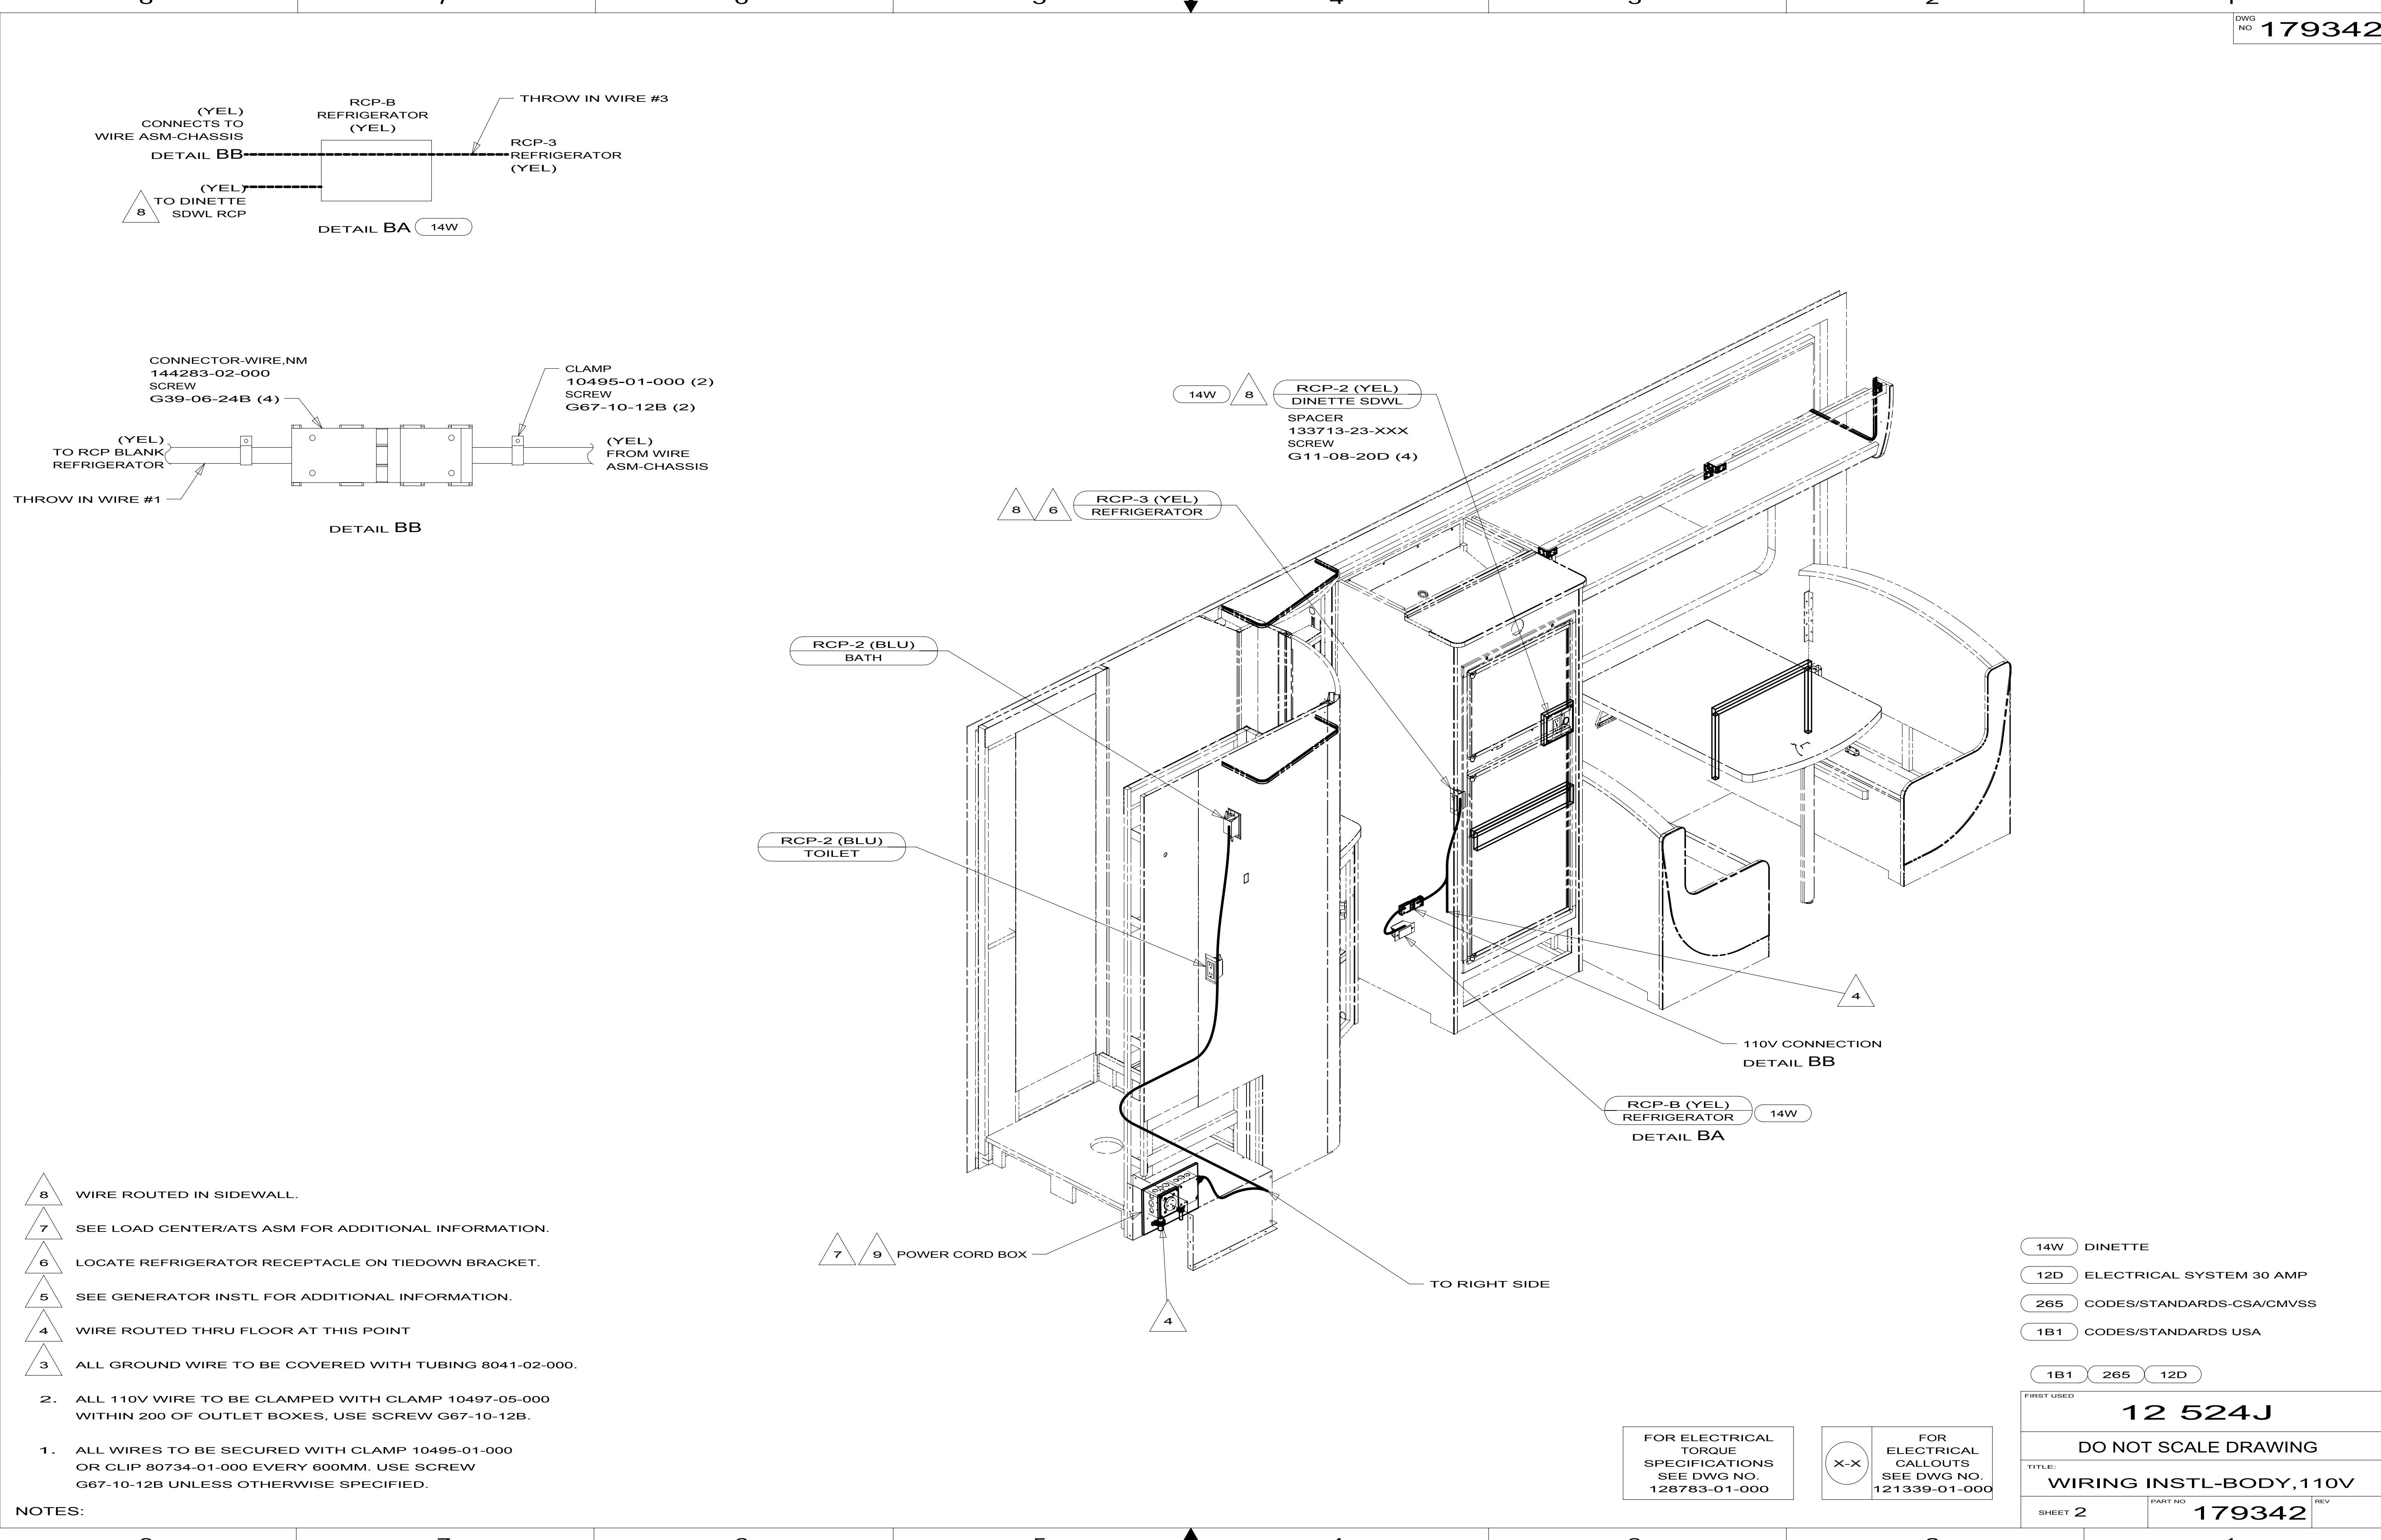 DWG
NO 179342
(YEL)
CONNECTS TO
WIRE ASM-CHASSIS
DETAIL BB
RCP-B
REFRIGERATOR
(YEL)
THROW IN WIRE #3
RCP-3
REFRIGERATOR
(YEL)
(YEL)
TO DINETTE
SDWL RCP
8
DETAIL BA 14W
CONNECTOR-WIRE,NM
144283-02-000
SCREW
G39-06-24B (4)
CLAMP
10495-01-000 (2)
SCREW
G67-10-12B (2)
(YEL)
TO RCP BLANK
REFRIGERATOR
(YEL)
FROM WIRE
ASM-CHASSIS
THROW IN WIRE #1
DETAIL BB
14W 8 RCP-2 (YEL)
DINETTE SDWL
SPACER
133713-23-XXX
SCREW
G11-08-20D (4)
8 6 RCP-3 (YEL)
REFRIGERATOR
RCP-2 (BLU)
BATH
RCP-2 (BLU)
TOILET
4
110V CONNECTION
DETAIL BB
RCP-B (YEL)
REFRIGERATOR 14W
DETAIL BA
7 9 POWER CORD BOX
TO RIGHT SIDE
4
8 WIRE ROUTED IN SIDEWALL.
7 SEE LOAD CENTER/ATS ASM FOR ADDITIONAL INFORMATION.
6 LOCATE REFRIGERATOR RECEPTACLE ON TIEDOWN BRACKET.
5 SEE GENERATOR INSTL FOR ADDITIONAL INFORMATION.
4 WIRE ROUTED THRU FLOOR AT THIS POINT
3 ALL GROUND WIRE TO BE COVERED WITH TUBING 8041-02-000.
2. ALL 110V WIRE TO BE CLAMPED WITH CLAMP 10497-05-000
WITHIN 200 OF OUTLET BOXES, USE SCREW G67-10-12B.
1. ALL WIRES TO BE SECURED WITH CLAMP 10495-01-000
OR CLIP 80734-01-000 EVERY 600MM. USE SCREW
G67-10-12B UNLESS OTHERWISE SPECIFIED.
NOTES:
14W DINETTE
12D ELECTRICAL SYSTEM 30 AMP
265 CODES/STANDARDS-CSA/CMVSS
1B1 CODES/STANDARDS USA
1B1 265 12D
FOR ELECTRICAL
TORQUE
SPECIFICATIONS
SEE DWG NO.
128783-01-000
X-X
FOR
ELECTRICAL
CALLOUTS
SEE DWG NO.
121339-01-000
FIRST USED
12 524J
DO NOT SCALE DRAWING
TITLE:
WIRING INSTL-BODY,110V
SHEET 2
PART NO 179342
REV